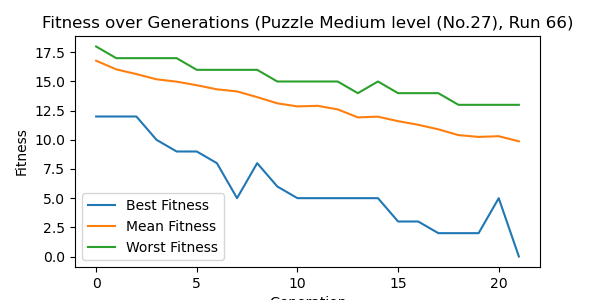 Fitness over Generations (Puzzle Medium level (No.27), Run 66)
17.5
15.0
12.5
10.0
7.5
5.0
2.5
0.0
Fitness
Best Fitness
Mean Fitness
Worst Fitness
0
5
10
15
20
Generation